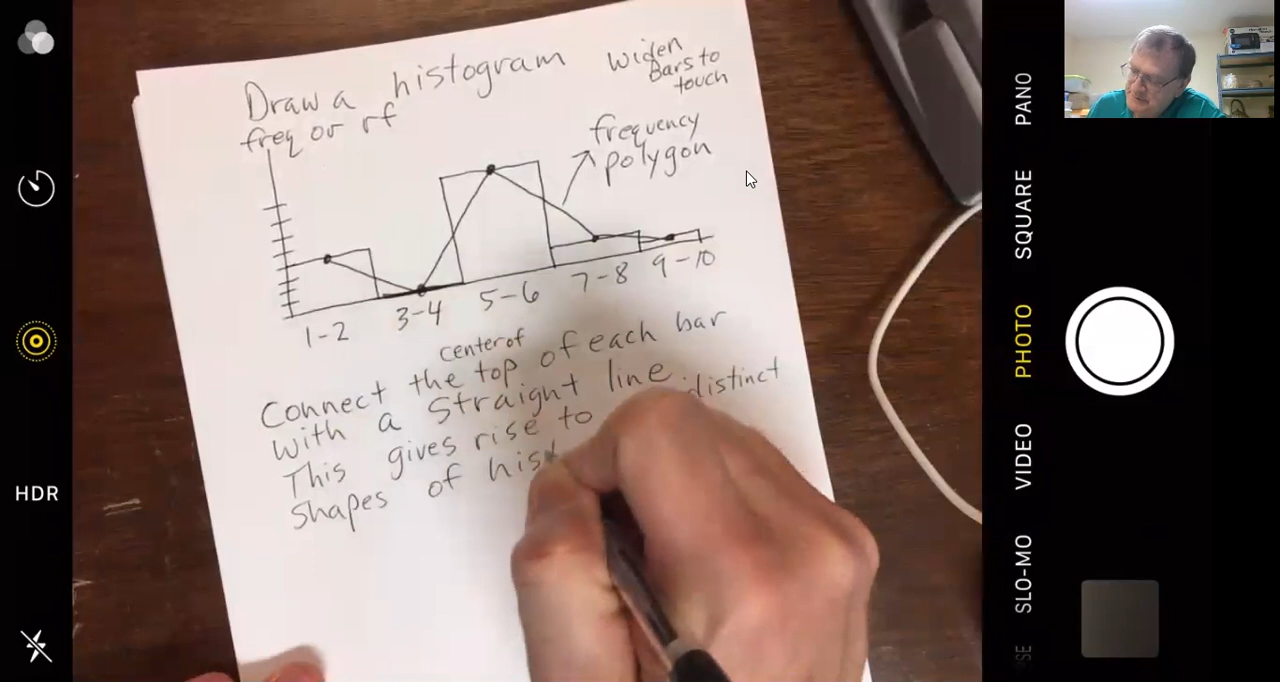 Draw a histogram
widen
Bars to
touch
freq or rf
frequency
polygon
1-2
3-4
5-6
7-8
9-10
center of
Connect the top of each bar
with a straight line
This gives rise to distinct
shapes of his
HDR
PANO
SQUARE
PHOTO
VIDEO
SLO-MO
SE